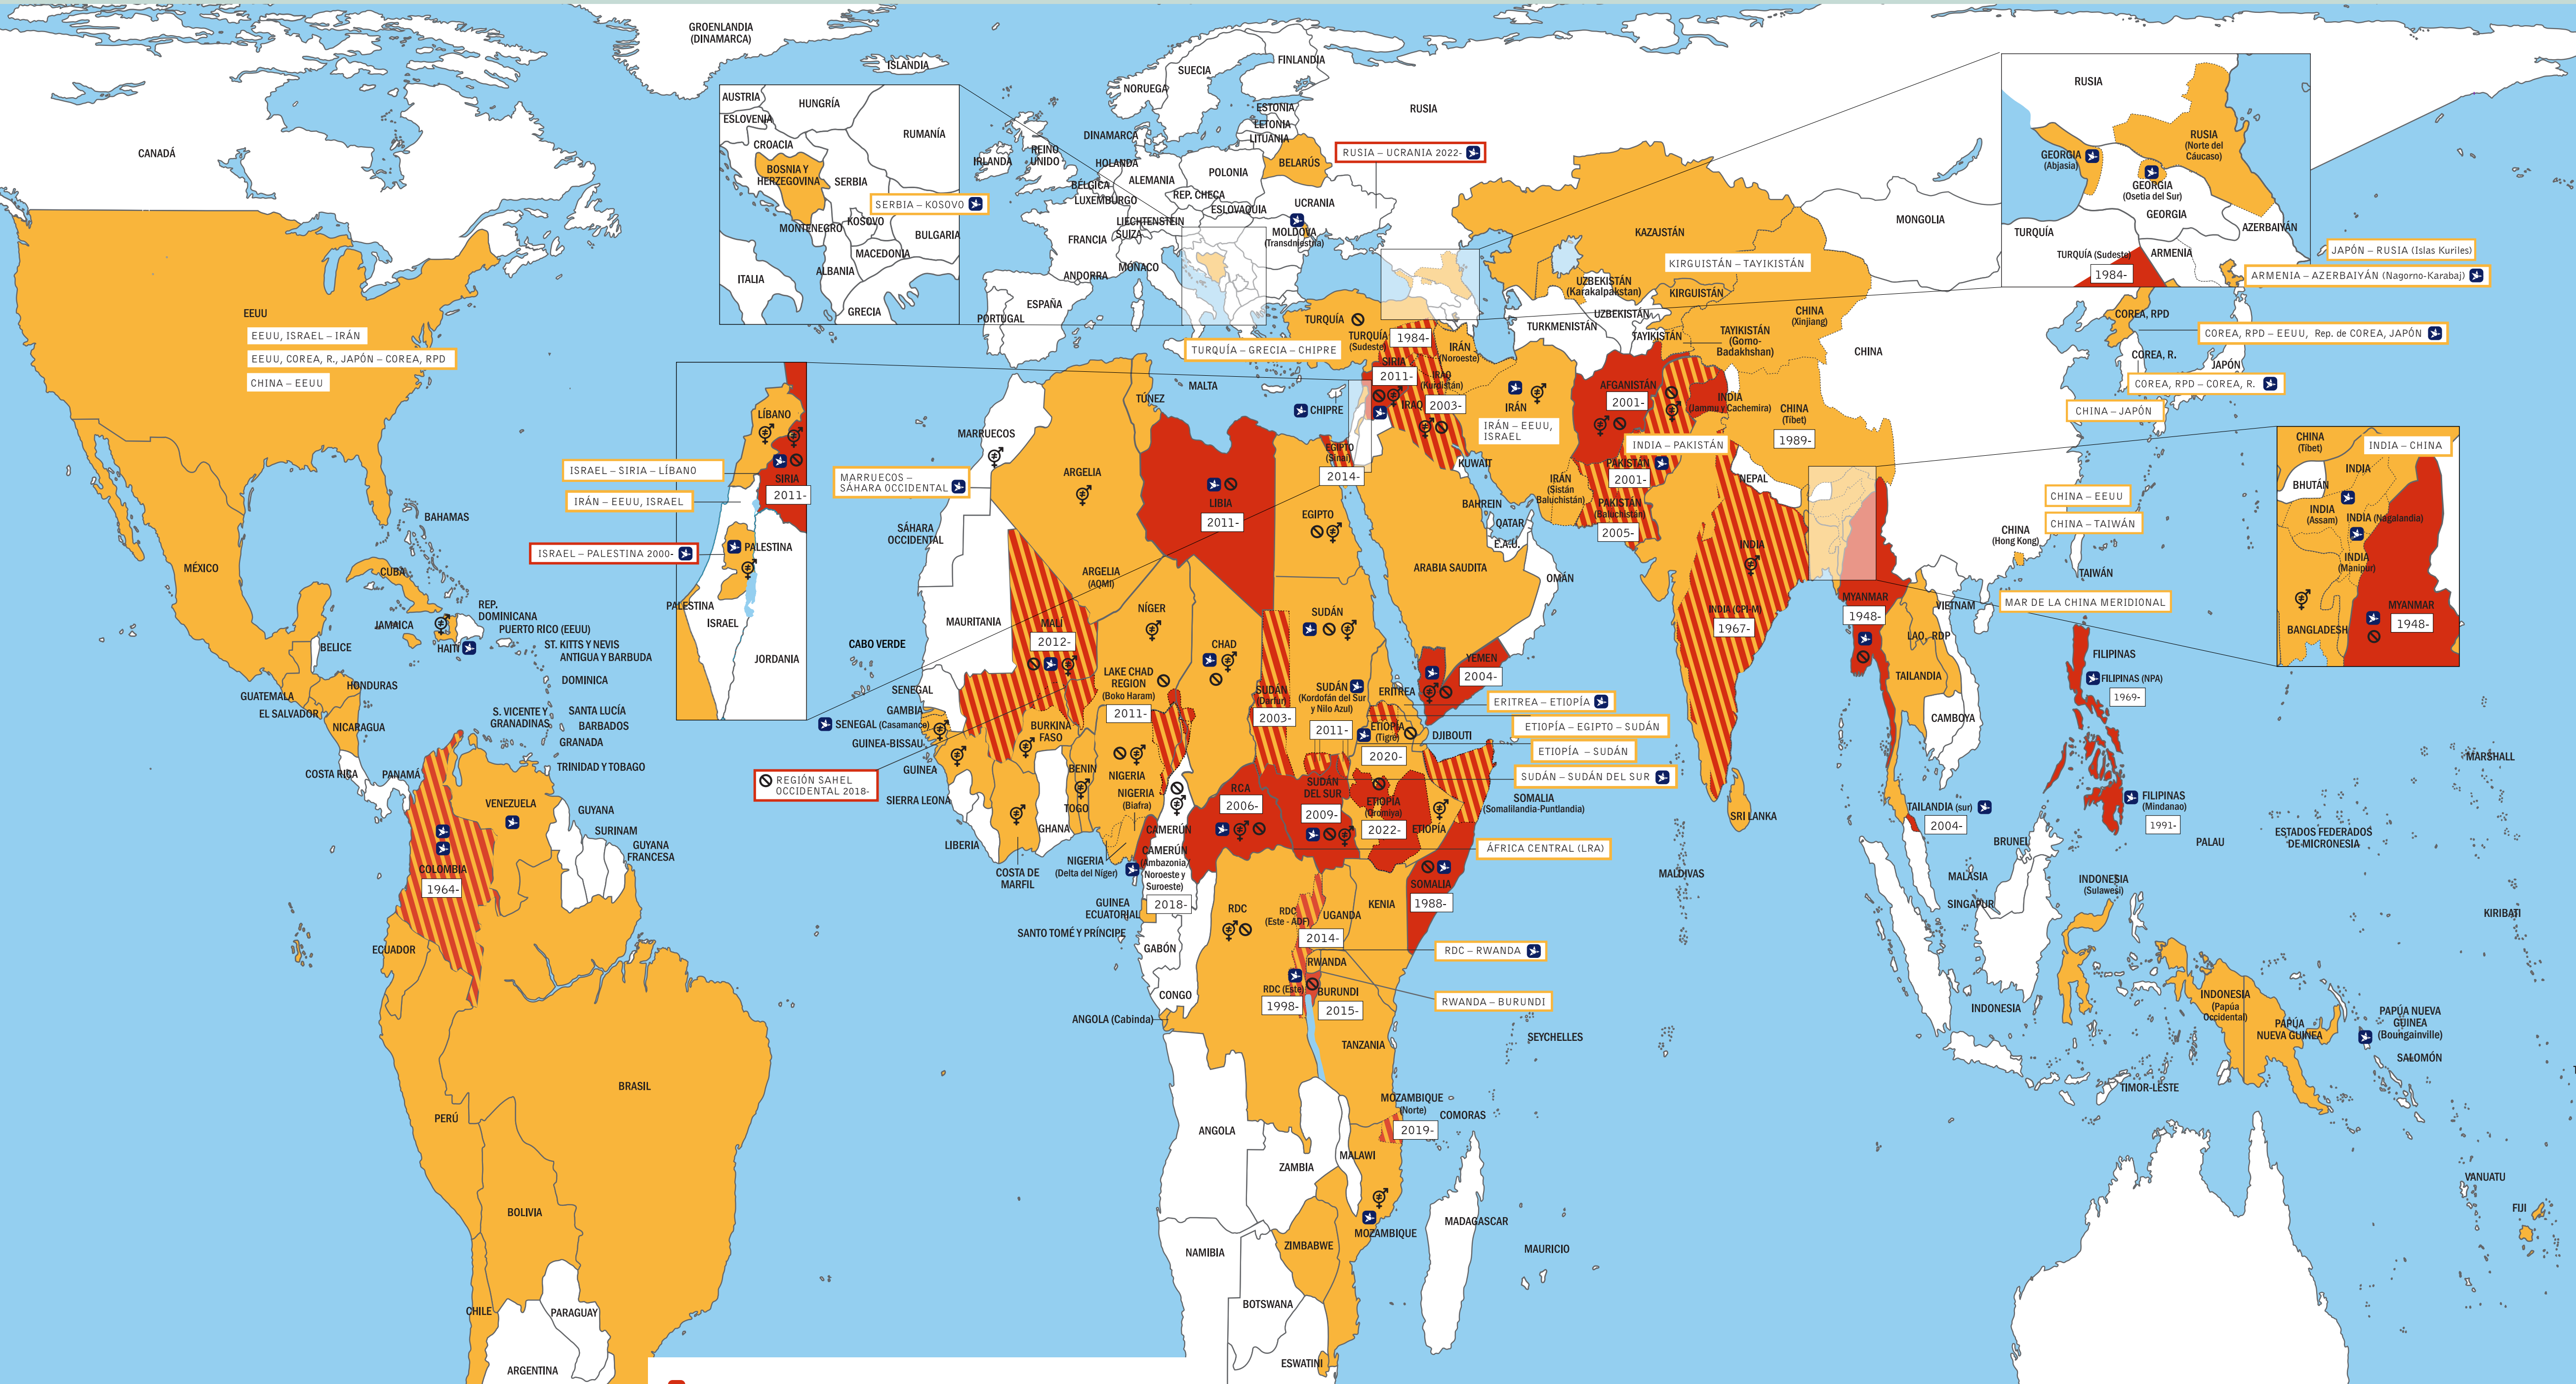 GROENLANDIA
(DINAMARCA)
ISLANDIA
SUECIA
FINLANDIA
NORUEGA
RUSIA
ESTONIA
LETONIA
LITUANIA
DINAMARCA
CANADÁ
IRLANDA
REINO
UNIDO
HOLANDA
BELARÚS
RUSIA – UCRANIA 2022-
POLONIA
ALEMANIA
BÉLGICA
LUXEMBURGO
REP. CHECA
ESLOVAQUIA
UCRANIA
LIECHTENSTEIN
SUIZA
MOLDOVA
(Transdniestria)
FRANCIA
MÓNACO
ANDORRA
ESPAÑA
PORTUGAL
AUSTRIA
HUNGRÍA
ESLOVENIA
RUMANÍA
CROACIA
BOSNIA Y
HERZEGOVINA
SERBIA
SERBIA – KOSOVO
KOSOVO
MONTENEGRO
BULGARIA
MACEDONIA
ALBANIA
ITALIA
GRECIA
RUSIA
RUSIA
(Norte del
Cáucaso)
GEORGIA
(Abjasia)
GEORGIA
(Osetia del Sur)
GEORGIA
TURQUÍA
AZERBAIYÁN
ARMENIA
TURQUÍA (Sudeste)
1984-
JAPÓN – RUSIA (Islas Kuriles)
ARMENIA – AZERBAIYÁN (Nagorno-Karabaj)
MONGOLIA
KAZAJSTÁN
KIRGUISTÁN – TAYIKISTÁN
UZBEKISTÁN
(Karakalpakstan)
KIRGUISTÁN
UZBEKISTÁN
TURKMENISTÁN
TAYIKISTÁN
TAYIKISTÁN
(Gorno-
Badakhshan)
CHINA
(Xinjiang)
CHINA
COREA, RPD
COREA, RPD – EEUU, Rep. de COREA, JAPÓN
COREA, R.
JAPÓN
COREA, RPD – COREA, R.
CHINA – JAPÓN
EEUU
EEUU, ISRAEL – IRÁN
EEUU, COREA, R., JAPÓN – COREA, RPD
CHINA – EEUU
TURQUÍA
TURQUÍA
(Sudeste)
1984-
TURQUÍA – GRECIA – CHIPRE
IRÁN
(Noroeste)
SIRIA
2011-
IRAQ
(Kurdistán)
IRAQ
2003-
IRÁN
IRÁN – EEUU,
ISRAEL
AFGANISTÁN
2001-
INDIA
(Jammu y Cachemira)
CHINA
(Tíbet)
1989-
INDIA – PAKISTÁN
PAKISTÁN
2001-
PAKISTÁN
(Baluchistán)
2005-
IRÁN
(Sistán
Baluchistán)
NEPAL
MALTA
TÚNEZ
CHIPRE
MARRUECOS
MARRUECOS –
SÁHARA OCCIDENTAL
SÁHARA
OCCIDENTAL
ARGELIA
LIBIA
2011-
EGIPTO
(Sinaí)
2014-
EGIPTO
KUWAIT
BAHREIN
QATAR
E.A.U.
ARABIA SAUDITA
OMÁN
LÍBANO
ISRAEL – SIRIA – LÍBANO
SIRIA
2011-
IRÁN – EEUU, ISRAEL
ISRAEL – PALESTINA 2000-
PALESTINA
PALESTINA
ISRAEL
JORDANIA
INDIA – CHINA
CHINA
(Tíbet)
INDIA
BHUTÁN
INDIA
(Assam)
INDIA (Nagalandia)
INDIA
(Manipur)
BANGLADESH
MYANMAR
1948-
CHINA – EEUU
CHINA – TAIWÁN
CHINA
(Hong Kong)
TAIWÁN
MAR DE LA CHINA MERIDIONAL
MÉXICO
BAHAMAS
CUBA
REP.
DOMINICA
JAMAICA
HAITÍ
PUERTO RICO (EEUU)
ST. KITTS Y NEVIS
ANTIGUA Y BARBUDA
BELICE
DOMINICA
GUATEMALA
HONDURAS
EL SALVADOR
NICARAGUA
S. VICENTE Y
GRANADINAS
SANTA LUCÍA
BARBADOS
GRANADA
TRINIDAD Y TOBAGO
COSTA RICA
PANAMÁ
VENEZUELA
GUYANA
SURINAM
GUYANA
FRANCESA
COLOMBIA
1964-
ECUADOR
BRASIL
PERÚ
BOLIVIA
CHILE
PARAGUAY
ARGENTINA
CABO VERDE
MAURITANIA
ARGELIA
(AQMI)
MALÍ
2012-
NÍGER
CHAD
LAKE CHAD
REGION
(Boko Haram)
2011-
SUDÁN
SUDÁN
(Darfur)
2003-
SUDÁN
(Kordofán del Sur
y Nilo Azul)
2011-
ERITREA
YEMEN
2004-
ERITREA – ETIOPÍA
ETIOPÍA – EGIPTO – SUDÁN
ETIOPÍA – SUDÁN
SUDÁN – SUDÁN DEL SUR
ETIOPÍA
(Tigré)
2020-
DJIBOUTI
SENEGAL
GAMBIA
SENEGAL (Casamance)
GUINEA-BISSAU
GUINEA
SIERRA LEONA
LIBERIA
REGIÓN SAHEL
OCCIDENTAL 2018-
BURKINA
FASO
BENIN
TOGO
GHANA
COSTA DE
MARFIL
NIGERIA
NIGERIA
(Biafra)
NIGERIA
(Delta del Níger)
CAMERÚN
CAMERÚN
(Ambazonia/
Noroeste y
Suroeste)
2018-
RCA
2006-
SUDÁN
DEL SUR
2009-
ETIOPÍA
(Oromiya)
2022-
ETIOPÍA
SOMALIA
(Somalilandia-Puntlandia)
ÁFRICA CENTRAL (LRA)
SOMALIA
1988-
GUINEA
ECUATORIAL
SANTO TOMÉ Y PRÍNCIPE
GABÓN
CONGO
ANGOLA (Cabinda)
RDC
RDC
(Este - ADF)
2014-
UGANDA
KENIA
RDC – RWANDA
RWANDA
RDC (Este)
1998-
BURUNDI
2015-
RWANDA – BURUNDI
TANZANIA
SEYCHELLES
MOZAMBIQUE
(Norte)
2019-
COMORAS
ANGOLA
ZAMBIA
MALAWI
MOZAMBIQUE
MADAGASCAR
MAURICIO
NAMIBIA
ZIMBABWE
BOTSWANA
ESWATINI
INDIA
INDIA (CPI-M)
1967-
SRI LANKA
MALDIVAS
MYANMAR
1948-
LAO, RDP
VIETNAM
TAILANDIA
CAMBOYA
TAILANDIA (sur)
2004-
FILIPINAS
FILIPINAS (NPA)
1969-
FILIPINAS
(Mindanao)
1991-
BRUNEI
MALASIA
SINGAPUR
PALAU
ESTADOS FEDERADOS
DE MICRONESIA
MARSHALL
KIRIBATI
INDONESIA
(Sulawesi)
INDONESIA
INDONESIA
(Papúa
Occidental)
PAPÚA
NUEVA GUINEA
PAPÚA NUEVA
GUINEA
(Boungainville)
SALOMÓN
TIMOR-LESTE
VANUATU
FIJI